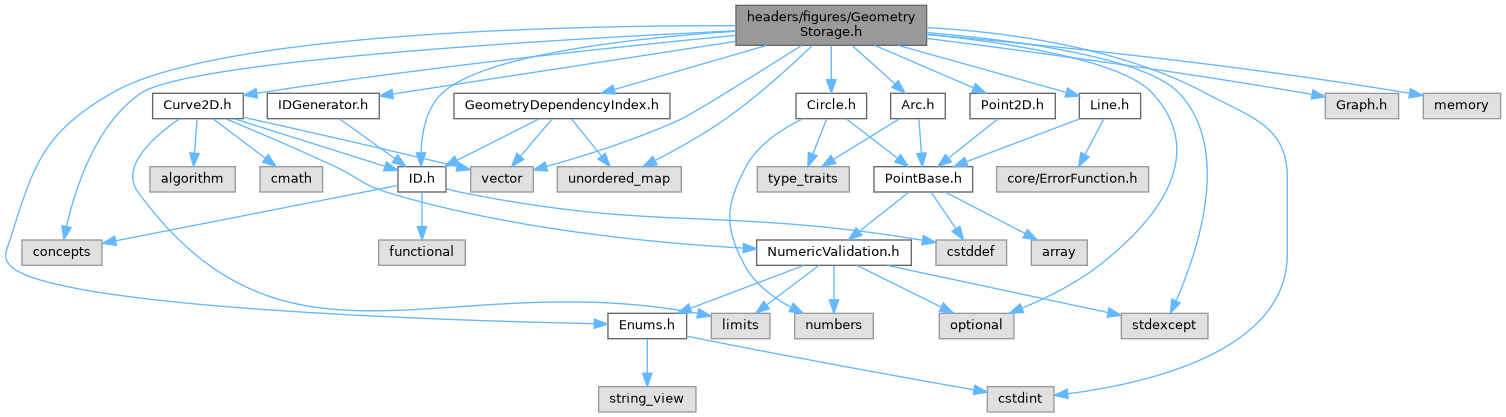 headers/figures/Geometry
Storage.h
Curve2D.h
IDGenerator.h
GeometryDependencyIndex.h
Circle.h
Arc.h
Point2D.h
Line.h
Graph.h
memory
algorithm
cmath
ID.h
vector
unordered_map
type_traits
PointBase.h
core/ErrorFunction.h
concepts
functional
NumericValidation.h
cstddef
array
Enums.h
limits
numbers
optional
stdexcept
string_view
cstdint